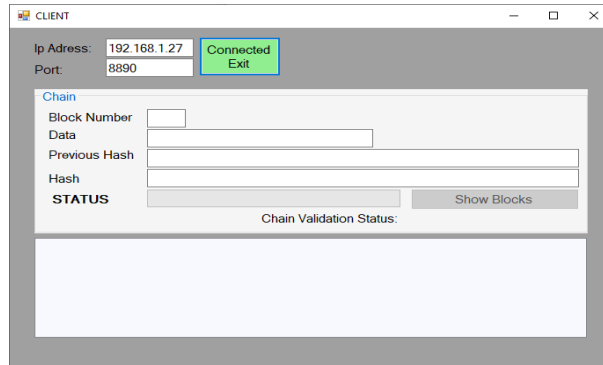 CLIENT
Ip Adress: 192.168.1.27
Port: 8890
Connected
Exit
Chain
Block Number
Data
Previous Hash
Hash
STATUS
Show Blocks
Chain Validation Status: